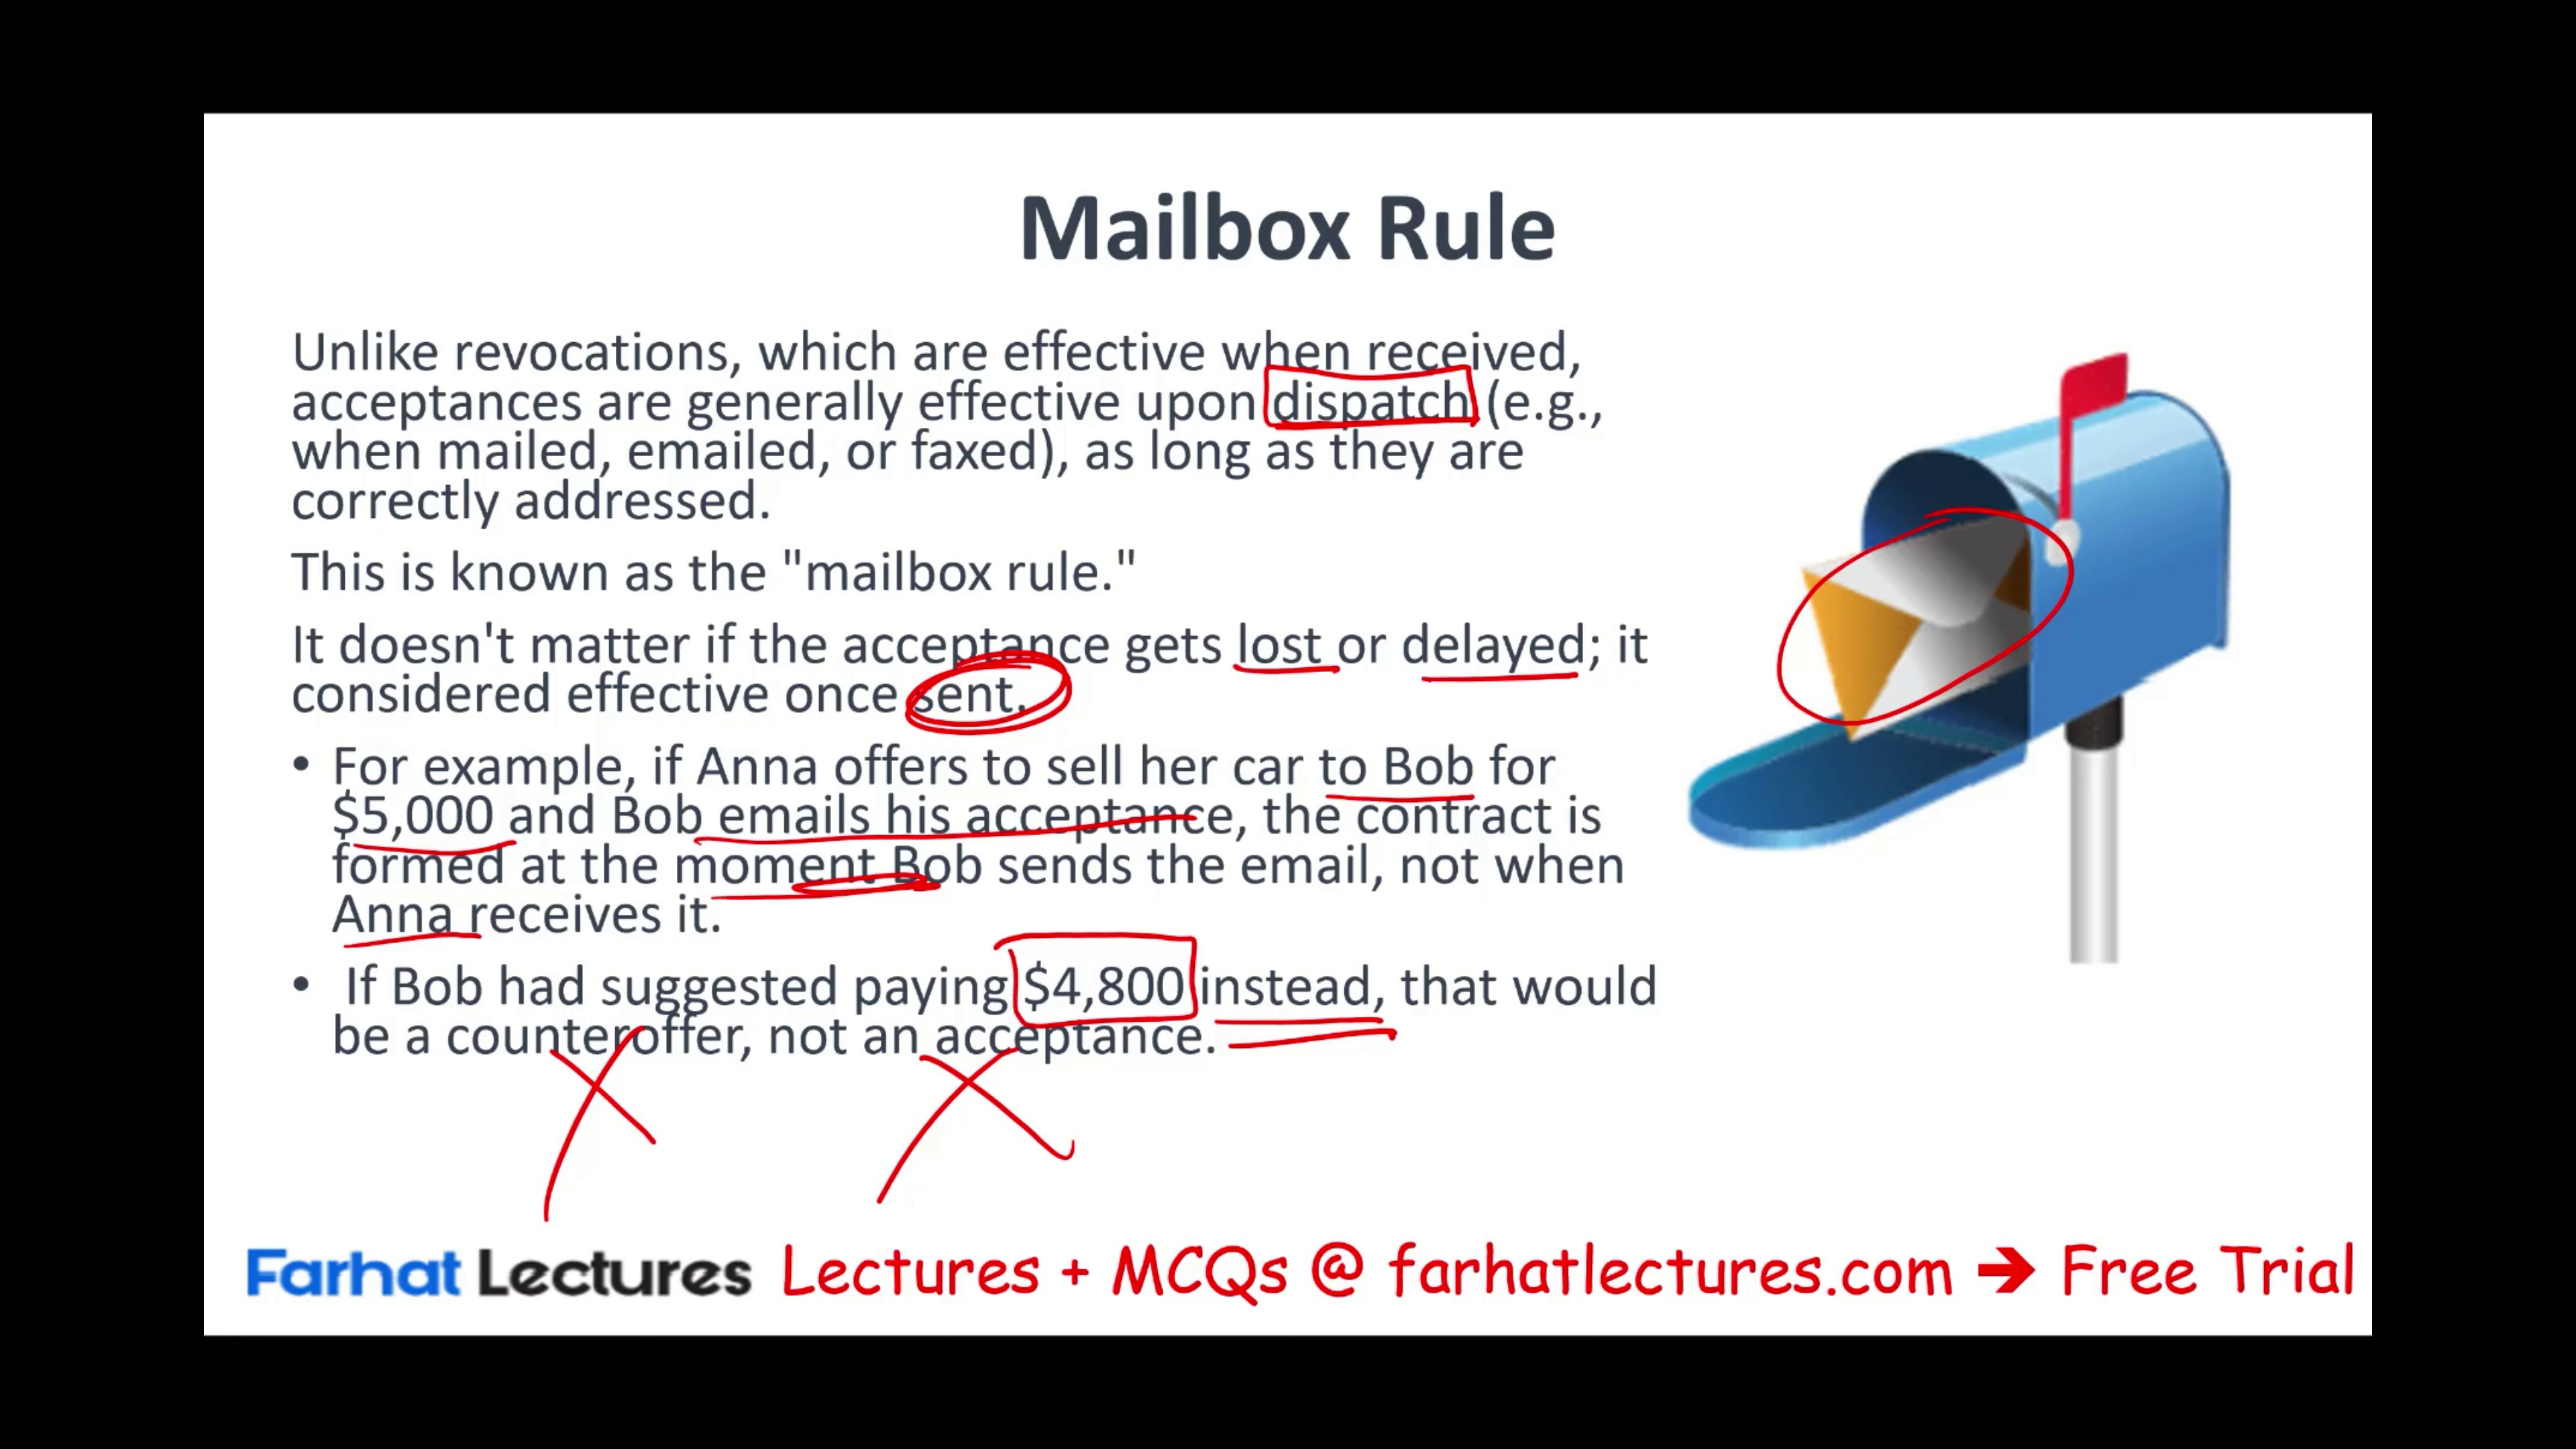 Mailbox Rule
Unlike revocations, which are effective when received,
acceptances are generally effective upon dispatch (e.g.,
when mailed, emailed, or faxed), as long as they are
correctly addressed.
This is known as the "mailbox rule."
It doesn't matter if the acceptance gets lost or delayed; it
considered effective once sent.
• For example, if Anna offers to sell her car to Bob for
$5,000 and Bob emails his acceptance, the contract is
formed at the moment Bob sends the email, not when
Anna receives it.
• If Bob had suggested paying $4,800 instead, that would
be a counteroffer, not an acceptance.
Farhat Lectures Lectures + MCQs @ farhatlectures.com ➔ Free Trial